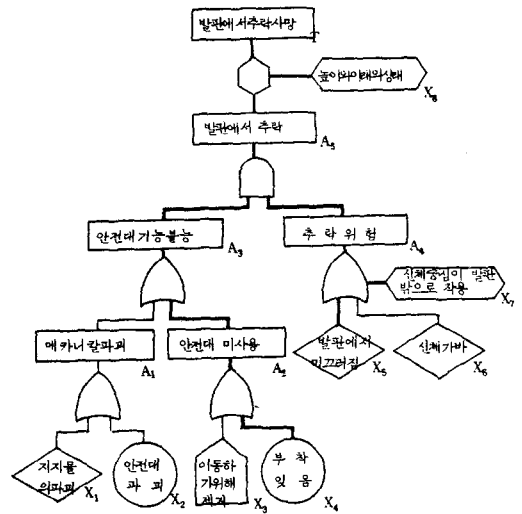 발판에서추락사망
T
높이와아래의상태
X8
발판에서 추락
A5
안전대기능불능
A3
추 락 위 험
A4
신체중심이 발판
밖으로 작용
X7
메카니칼파괴
A1
안전대 미사용
A2
발판에서
미끄러짐
X5
신체가
X6
지지물
의파괴
X1
안전대
파 괴
X2
이동하
기위해
제거
X3
부 착
잊 음
X4